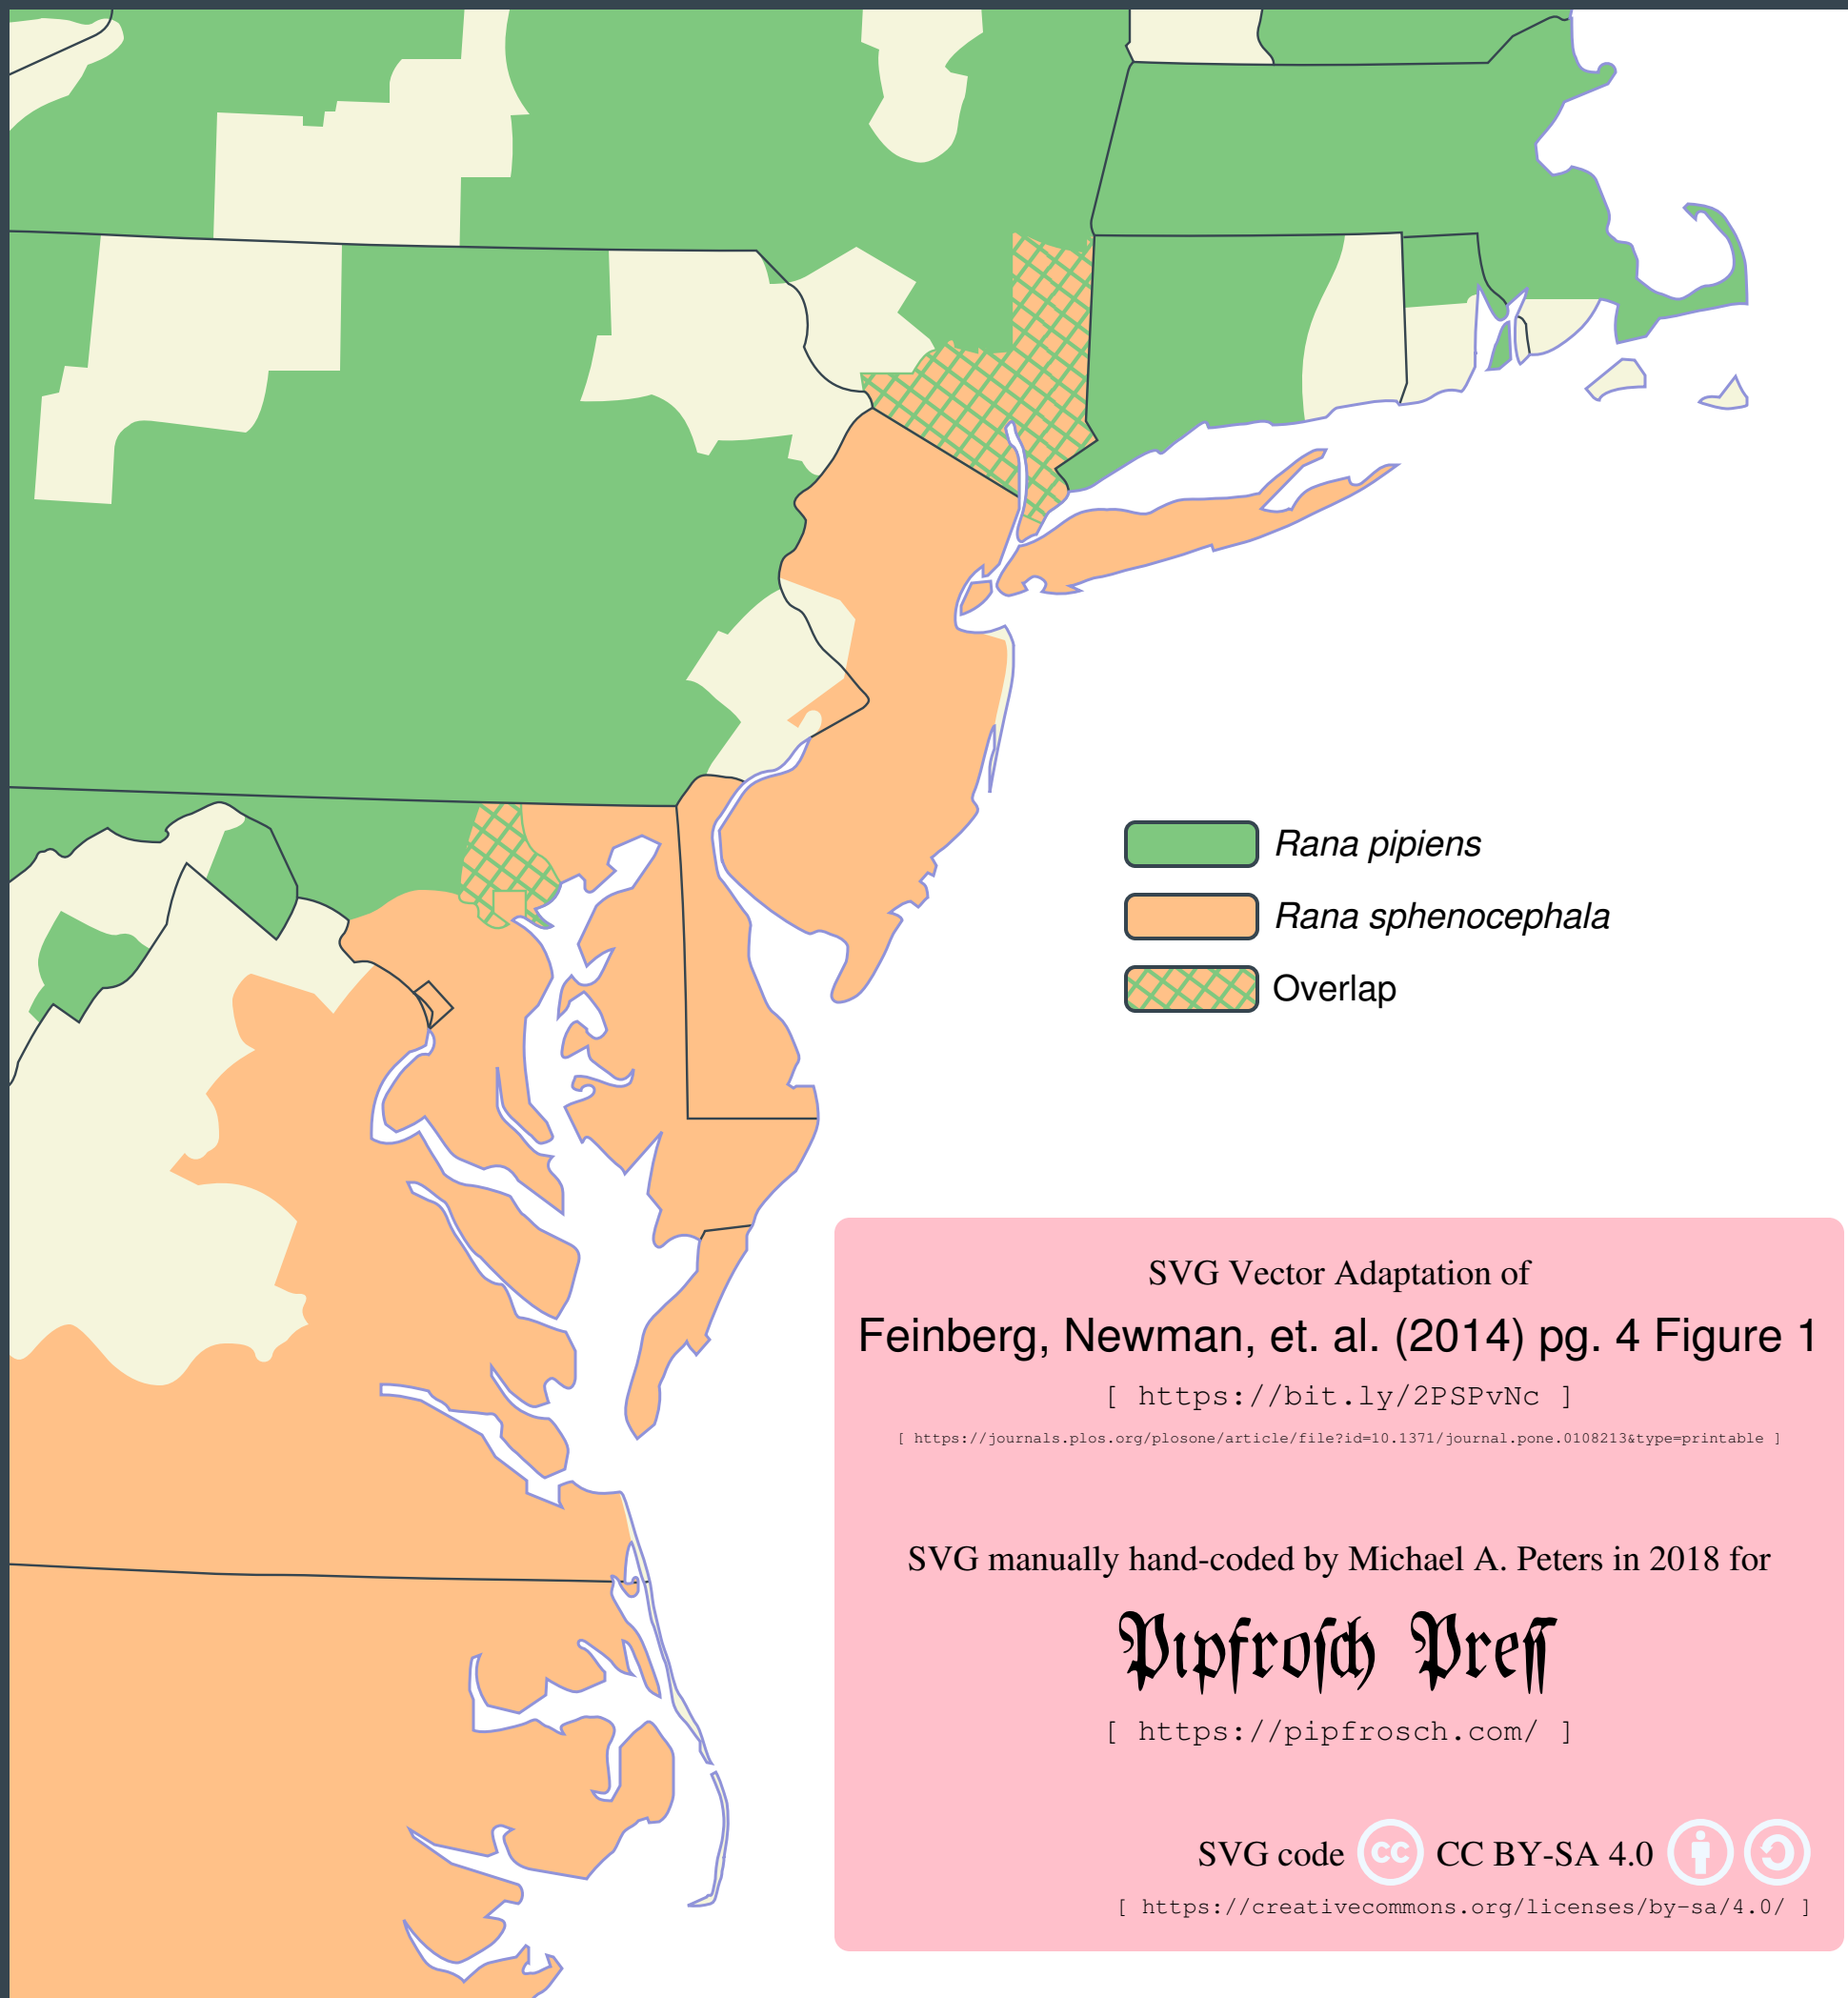 Rana pipiens
Rana sphenocephala
Overlap
SVG Vector Adaptation of
Feinberg, Newman, et. al. (2014) pg. 4 Figure 1
[ https://bit.ly/2PSPvNc ]
[ https://journals.plos.org/plosone/article/file?id=10.1371/journal.pone.0108213&type=printable ]
SVG manually hand-coded by Michael A. Peters in 2018 for
Pipfroſch Preſſ
[ https://pipfrosch.com/ ]
SVG code cc CC BY-SA 4.0
[ https://creativecommons.org/licenses/by-sa/4.0/ ]